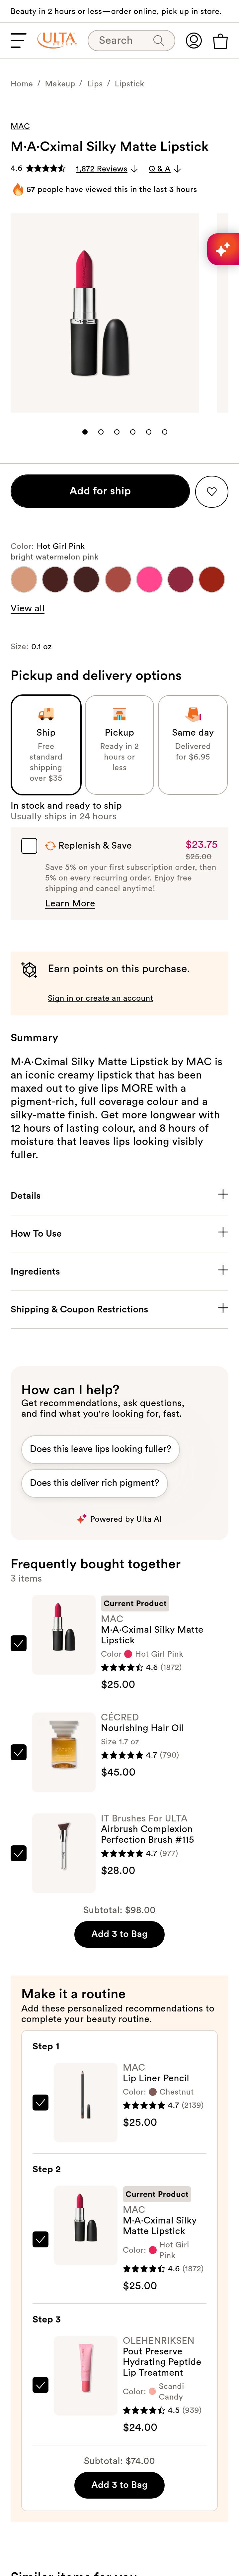 Beauty in 2 hours or less—order online, pick up in store.
ULTA
BEAUTY
Search
Home / Makeup / Lips / Lipstick
MAC
M·A·Cximal Silky Matte Lipstick
4.6 1,872 Reviews Q & A
57 people have viewed this in the last 3 hours
Add for ship
Color: Hot Girl Pink
bright watermelon pink
View all
Size: 0.1 oz
Pickup and delivery options
Ship
Free
standard
shipping
over $35
Pickup
Ready in 2
hours or
less
Same day
Delivered
for $6.95
In stock and ready to ship
Usually ships in 24 hours
Replenish & Save
$23.75
$25.00
Save 5% on your first subscription order, then
5% on every recurring order. Enjoy free
shipping and cancel anytime!
Learn More
Earn points on this purchase.
Sign in or create an account
Summary
M·A·Cximal Silky Matte Lipstick by MAC is
an iconic creamy lipstick that has been
maxed out to give lips MORE with a
pigment-rich, full coverage colour and a
silky-matte finish. Get more longwear with
12 hours of lasting colour, and 8 hours of
moisture that leaves lips looking visibly
fuller.
Details
How To Use
Ingredients
Shipping & Coupon Restrictions
How can I help?
Get recommendations, ask questions,
and find what you're looking for, fast.
Does this leave lips looking fuller?
Does this deliver rich pigment?
Powered by Ulta AI
Frequently bought together
3 items
Current Product
MAC
M·A·Cximal Silky Matte
Lipstick
Color Hot Girl Pink
4.6 (1872)
$25.00
CÉCRED
Nourishing Hair Oil
Size 1.7 oz
4.7 (790)
$45.00
IT Brushes For ULTA
Airbrush Complexion
Perfection Brush #115
4.7 (977)
$28.00
Subtotal: $98.00
Add 3 to Bag
Make it a routine
Add these personalized recommendations to
complete your beauty routine.
Step 1
MAC
Lip Liner Pencil
Color: Chestnut
4.7 (2139)
$25.00
Step 2
Current Product
MAC
M·A·Cximal Silky
Matte Lipstick
Color: Hot Girl
Pink
4.6 (1872)
$25.00
Step 3
OLEHENRIKSEN
Pout Preserve
Hydrating Peptide
Lip Treatment
Color: Scandi
Candy
4.5 (939)
$24.00
Subtotal: $74.00
Add 3 to Bag
Similar items for you